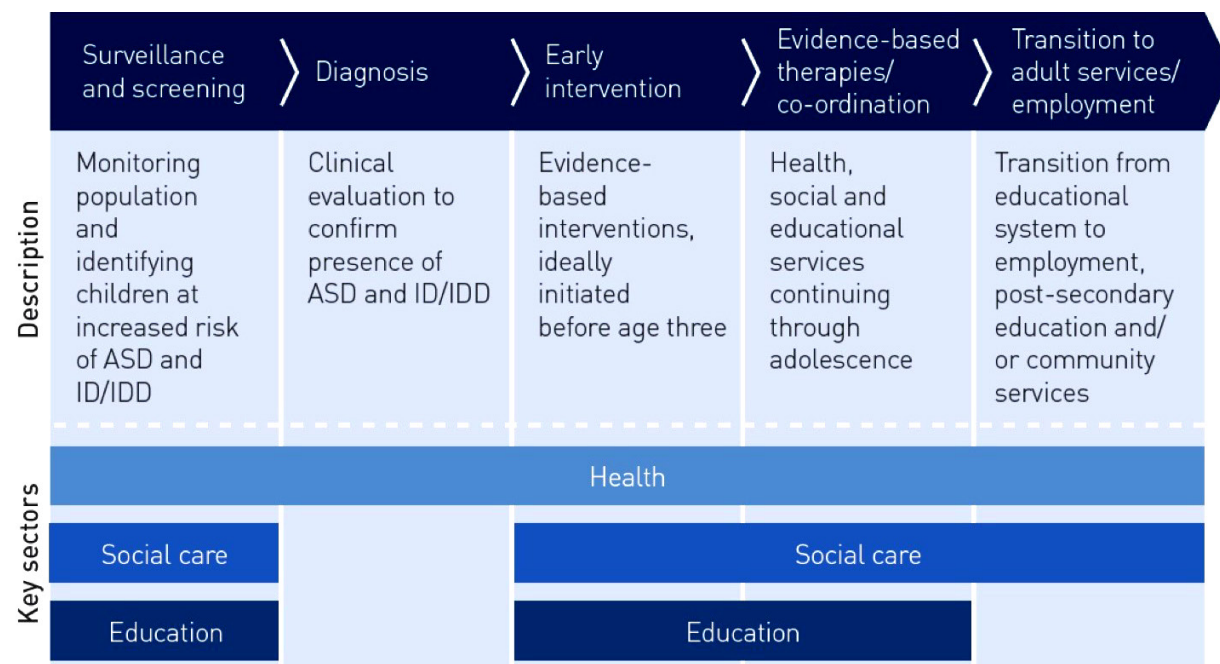 Surveillance
and screening
Diagnosis
Early
intervention
Evidence-based
therapies/
co-ordination
Transition to
adult services/
employment
Description
Monitoring
population
and
identifying
children at
increased risk
of ASD and
ID/IDD
Clinical
evaluation to
confirm
presence of
ASD and ID/IDD
Evidence-
based
interventions,
ideally
initiated
before age three
Health,
social and
educational
services
continuing
through
adolescence
Transition from
educational
system to
employment,
post-secondary
education and/
or community
services
Key sectors
Health
Social care
Social care
Education
Education